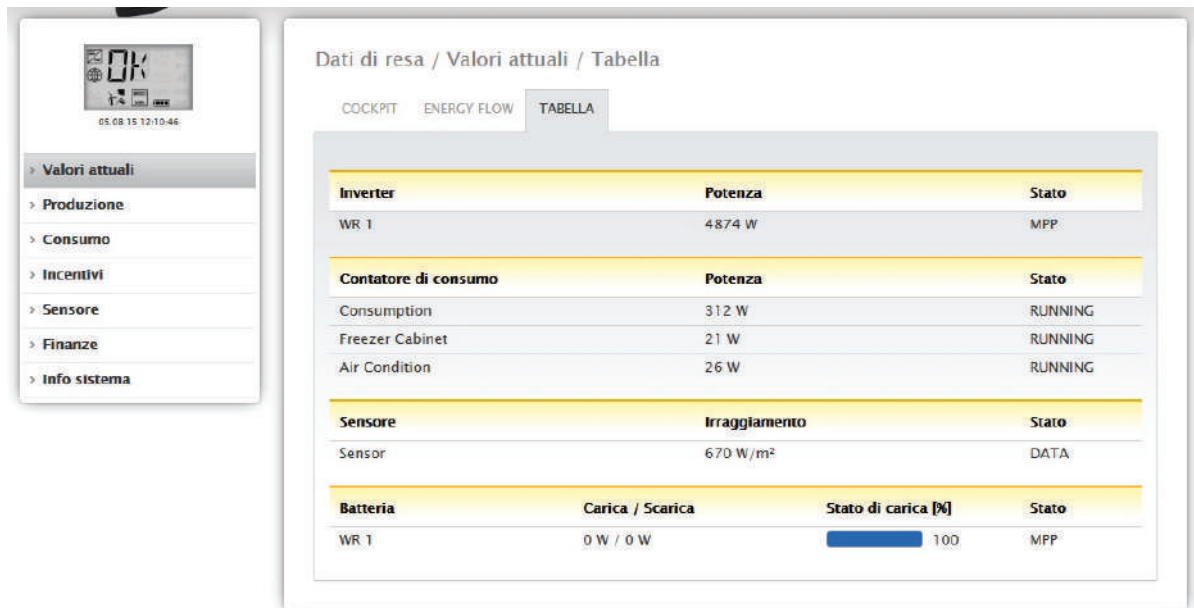 OK
05.08.15 12:10:46
> Valori attuali
> Produzione
> Consumo
> Incentivi
> Sensore
> Finanze
> Info sistema
Dati di resa / Valori attuali / Tabella
COCKPIT ENERGY FLOW TABELLA
Inverter Potenza Stato
WR 1 4874 W MPP
Contatore di consumo Potenza Stato
Consumption 312 W RUNNING
Freezer Cabinet 21 W RUNNING
Air Condition 26 W RUNNING
Sensore Irraggiamento Stato
Sensor 670 W/m² DATA
Batteria Carica / Scarica Stato di carica [%] Stato
WR 1 0 W / 0 W 100 MPP